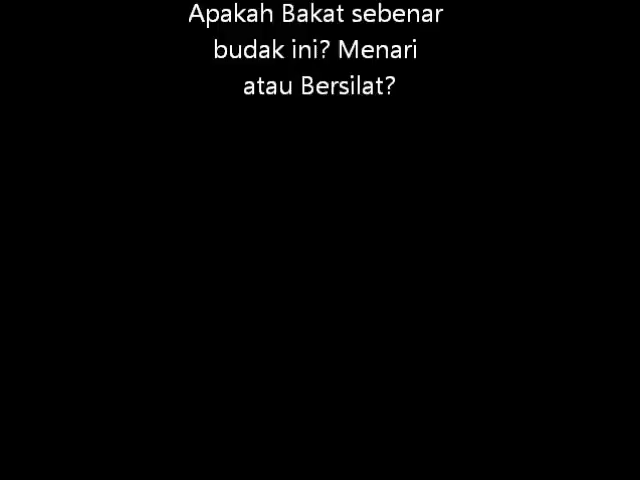 Apakah Bakat sebenar
budak ini? Menari
atau Bersilat?